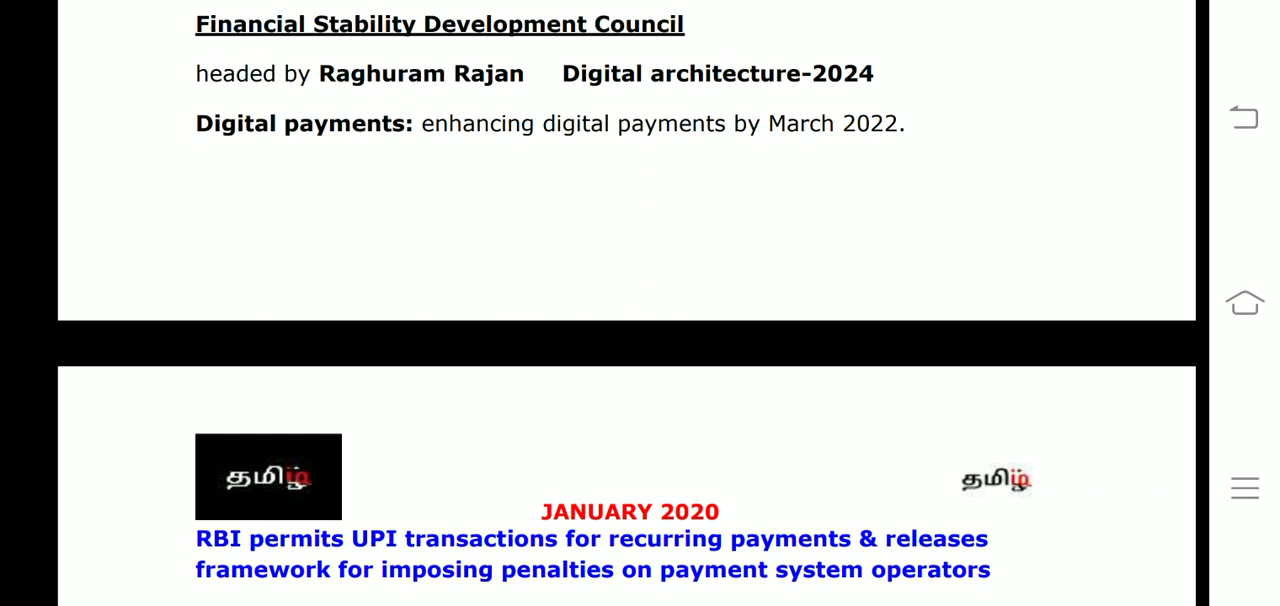 Financial Stability Development Council
headed by Raghuram Rajan Digital architecture-2024
Digital payments: enhancing digital payments by March 2022.
தமிழ்
தமிழ்
JANUARY 2020
RBI permits UPI transactions for recurring payments & releases
framework for imposing penalties on payment system operators